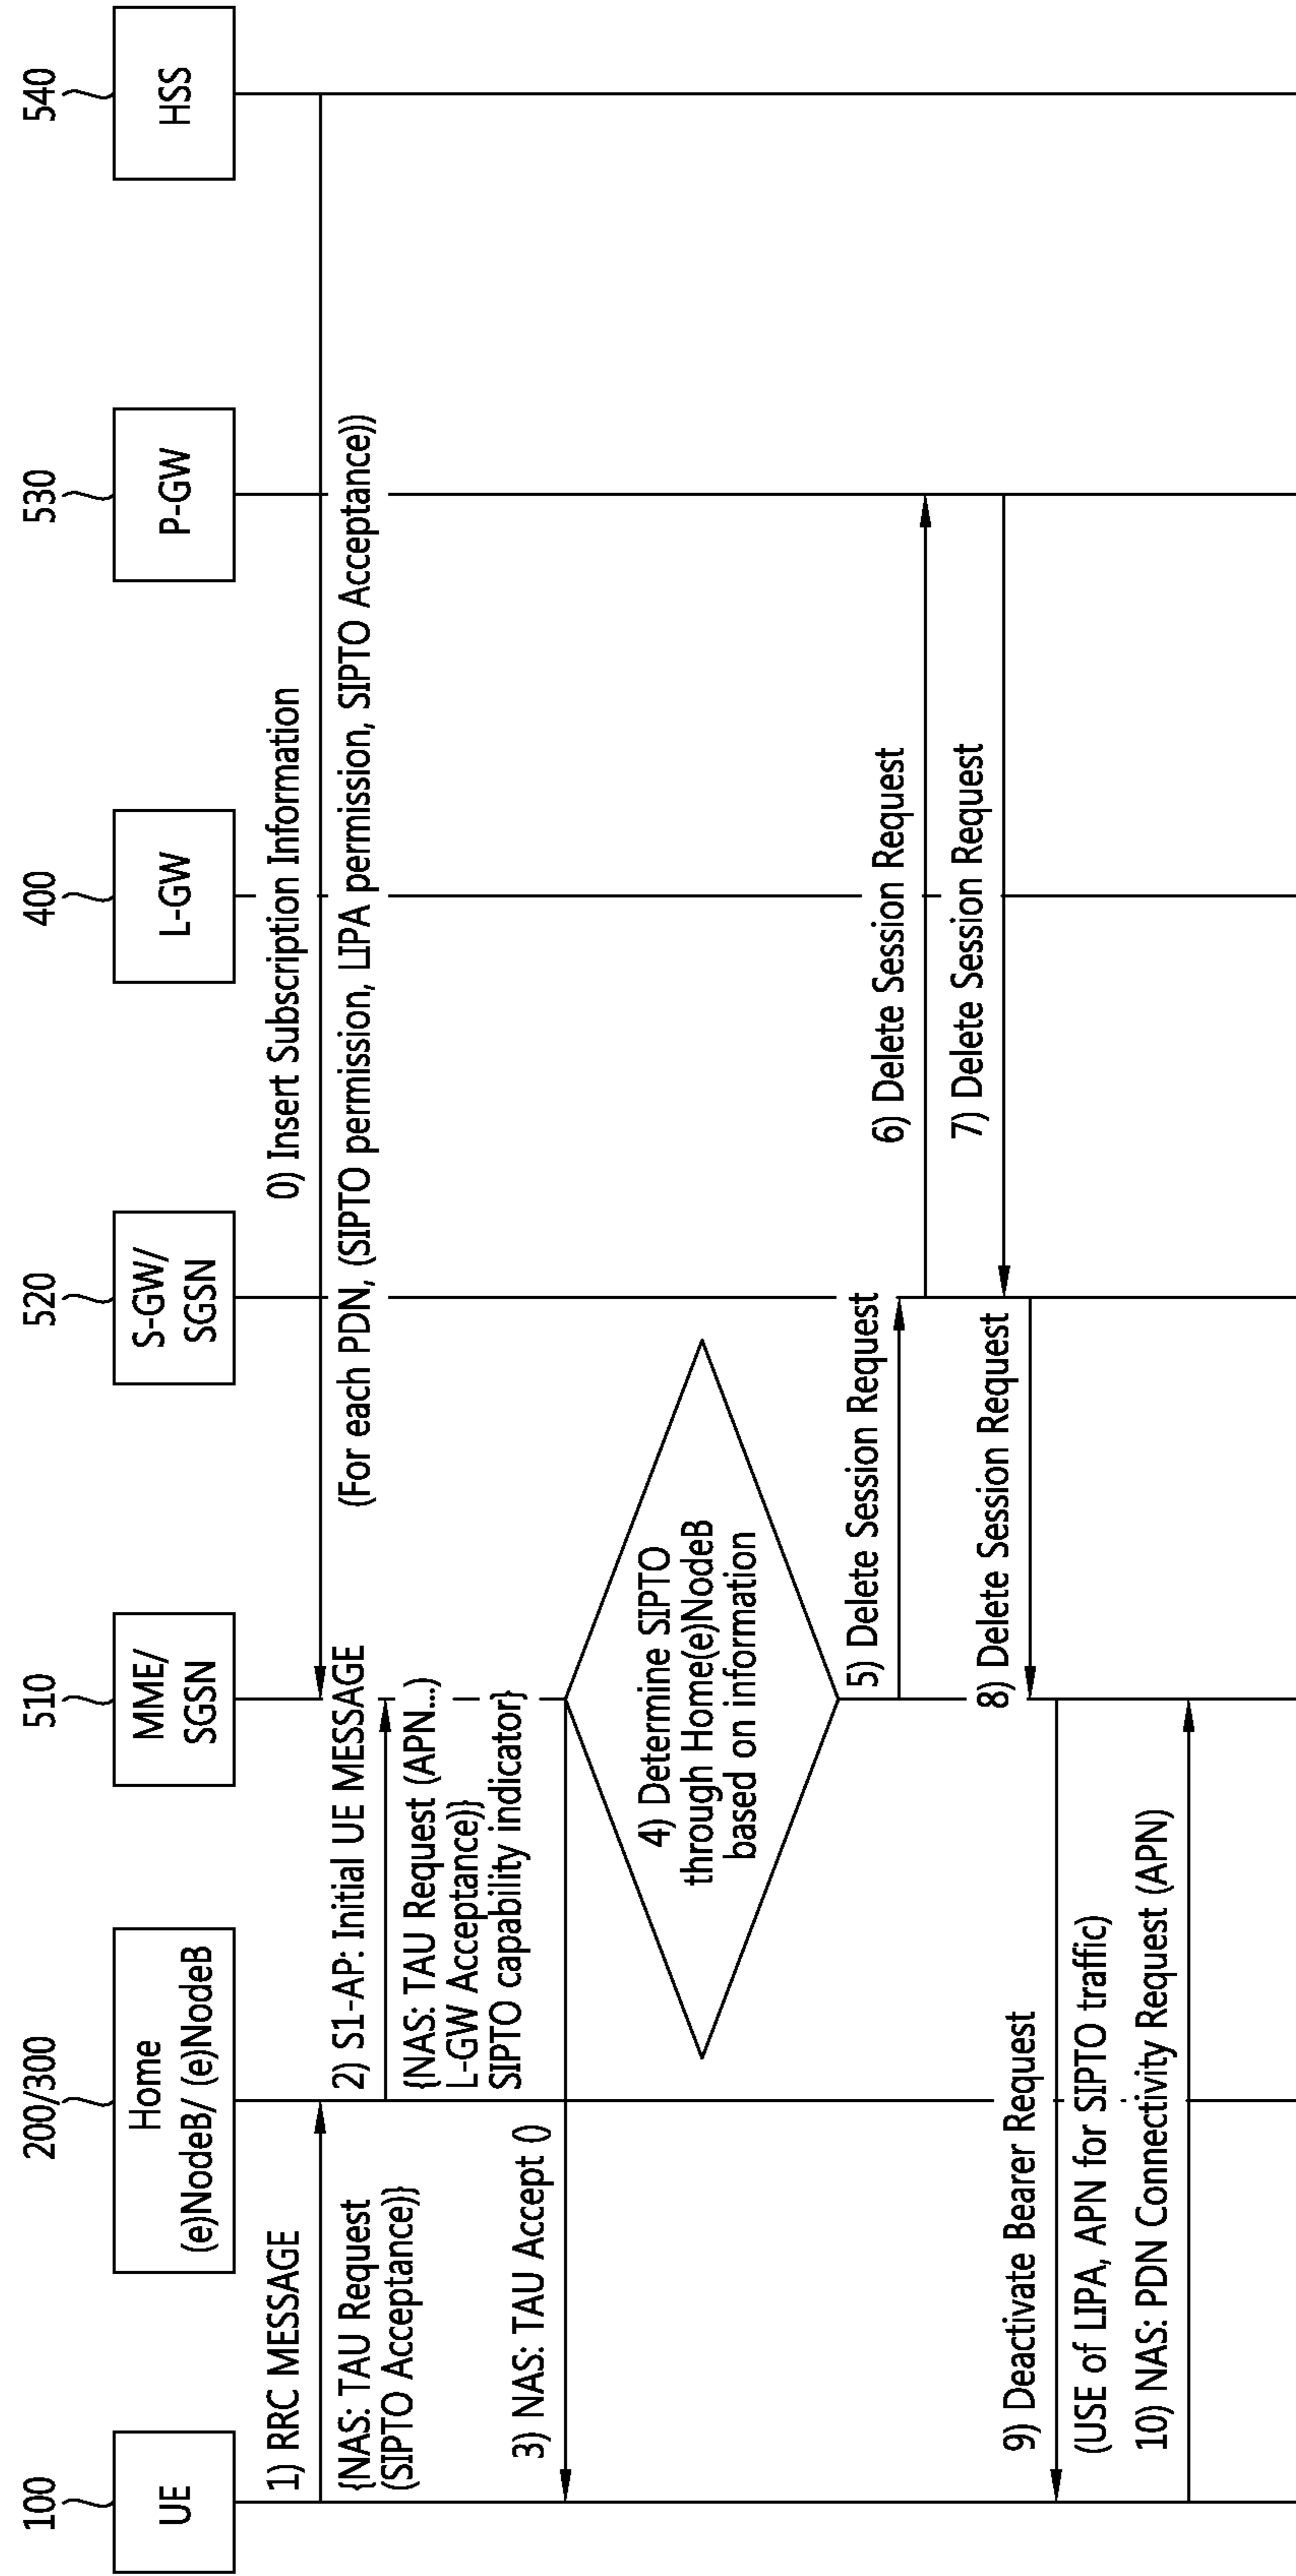 100
UE
200/300
Home
(e)NodeB/ (e)NodeB
510
MME/
SGSN
520
S-GW/
SGSN
400
L-GW
530
P-GW
540
HSS
0) Insert Subscription Information
(For each PDN, (SIPTO permission, LIPA permission, SIPTO Acceptance))
1) RRC MESSAGE
{NAS: TAU Request
(SIPTO Acceptance)}
2) S1-AP: Initial UE MESSAGE
{NAS: TAU Request (APN...)
L-GW Acceptance)}
SIPTO capability indicator}
3) NAS: TAU Accept ()
4) Determine SIPTO
through Home(e)NodeB
based on information
5) Delete Session Request
6) Delete Session Request
7) Delete Session Request
8) Delete Session Request
9) Deactivate Bearer Request
(USE of LIPA, APN for SIPTO traffic)
10) NAS: PDN Connectivity Request (APN)